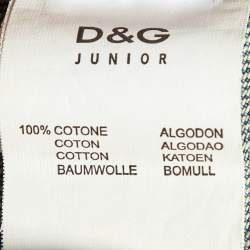 D&G
JUNIOR
100% COTONE ALGODON
COTON ALGODAO
COTTON KATOEN
BAUMWOLLE BOMULL